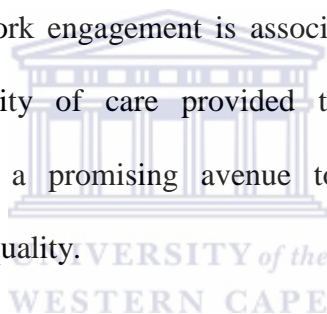 ork engagement is associ
ity of care provided t
a promising avenue to
uality.
UNIVERSITY of the
WESTERN CAPE